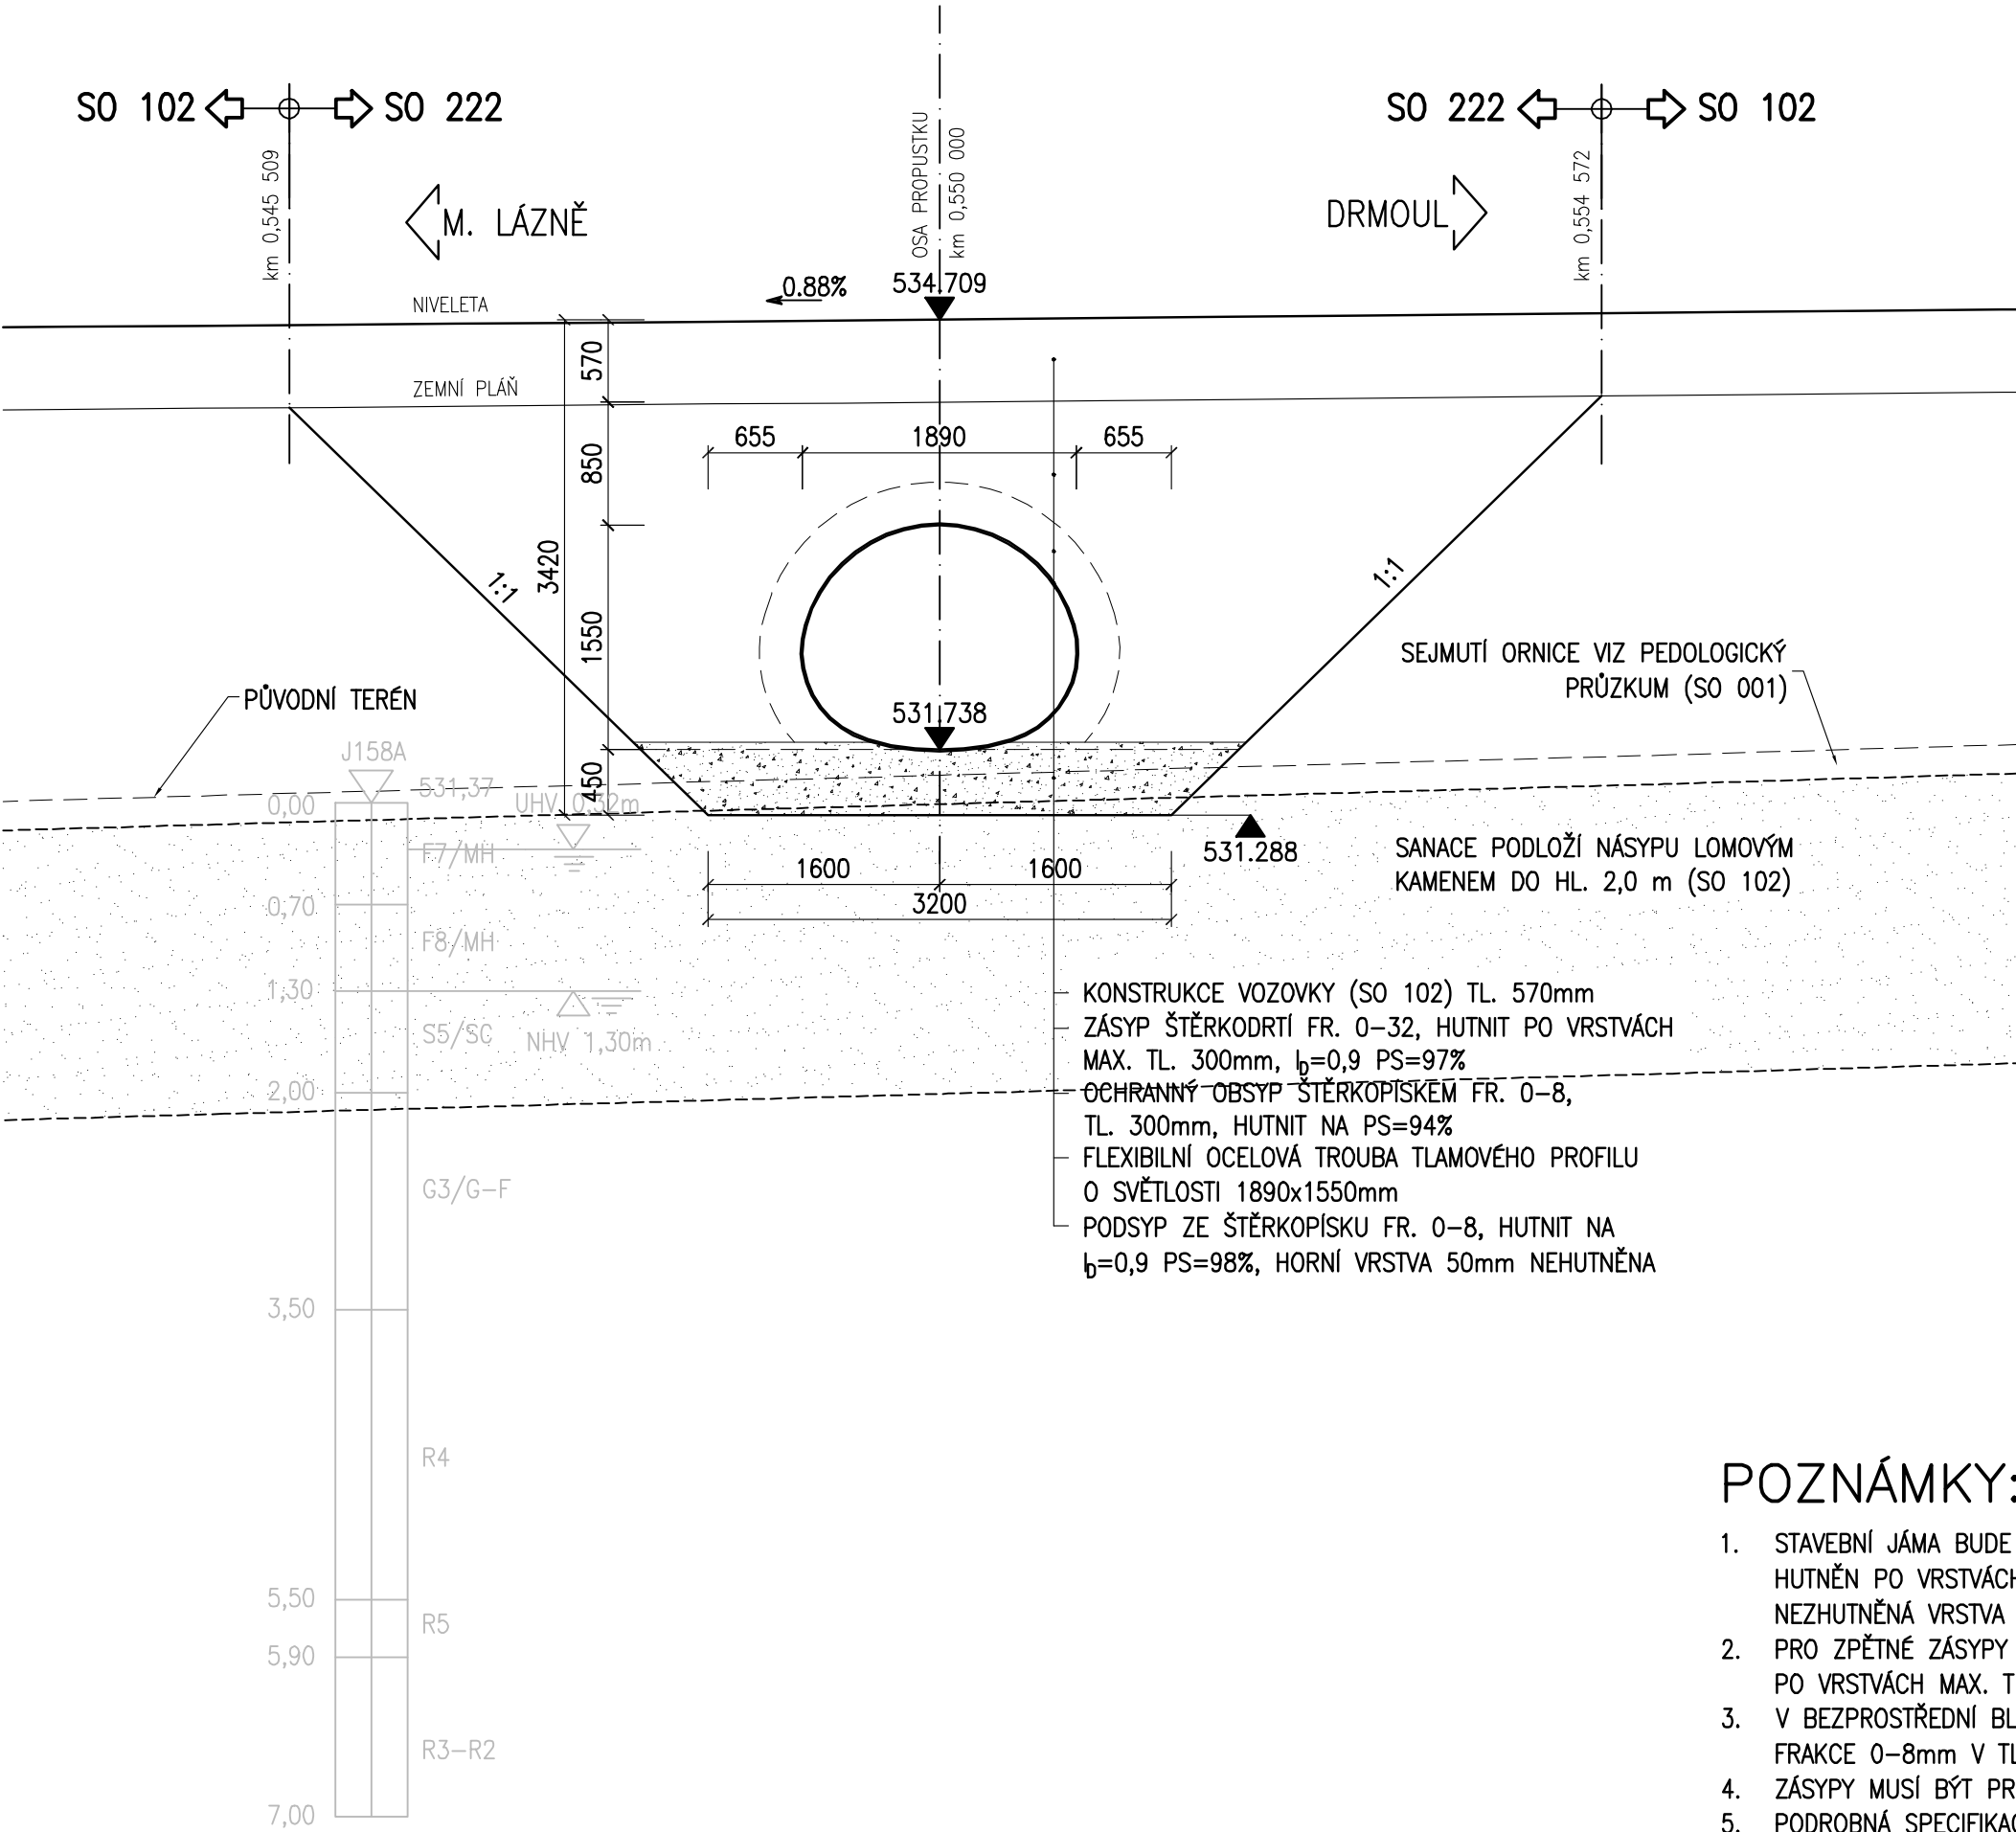 SO 102
SO 222
SO 222
SO 102
km 0,545 509
OSA PROPUSTKU
km 0,550 000
km 0,554 572
M. LÁZNĚ
DRMOUL
0.88%
534.709
NIVELETA
570
ZEMNÍ PLÁŇ
655
1890
655
850
3420
1:1
1:1
1550
SEJMUTÍ ORNICE VIZ PEDOLOGICKÝ
PRŮZKUM (SO 001)
PŮVODNÍ TERÉN
531.738
J158A
531,37
UHV 0,32m
450
0,00
F7/MH
531.288
SANACE PODLOŽÍ NÁSYPU LOMOVÝM
KAMENEM DO HL. 2,0 m (SO 102)
1600
1600
3200
0,70
F8/MH
1,30
S5/SC
NHV 1,30m
2,00
KONSTRUKCE VOZOVKY (SO 102) TL. 570mm
ZÁSYP ŠTĚRKODRTÍ FR. 0-32, HUTNIT PO VRSTVÁCH
MAX. TL. 300mm, ID=0,9 PS=97%
OCHRANNÝ OBSYP ŠTĚRKOPÍSKEM FR. 0-8,
TL. 300mm, HUTNIT NA PS=94%
FLEXIBILNÍ OCELOVÁ TROUBA TLAMOVÉHO PROFILU
O SVĚTLOSTI 1890x1550mm
PODSYP ZE ŠTĚRKOPÍSKU FR. 0-8, HUTNIT NA
ID=0,9 PS=98%, HORNÍ VRSTVA 50mm NEHUTNĚNA
G3/G-F
3,50
R4
5,50
R5
5,90
R3-R2
7,00
POZNÁMKY:
1. STAVEBNÍ JÁMA BUDE
HUTNĚN PO VRSTVÁCH
NEZHUTNĚNÁ VRSTVA
2. PRO ZPĚTNÉ ZÁSYPY
PO VRSTVÁCH MAX. T
3. V BEZPROSTŘEDNÍ BL
FRAKCE 0-8mm V TL
4. ZÁSYPY MUSÍ BÝT PR
5. PODROBNÁ SPECIFIKAC